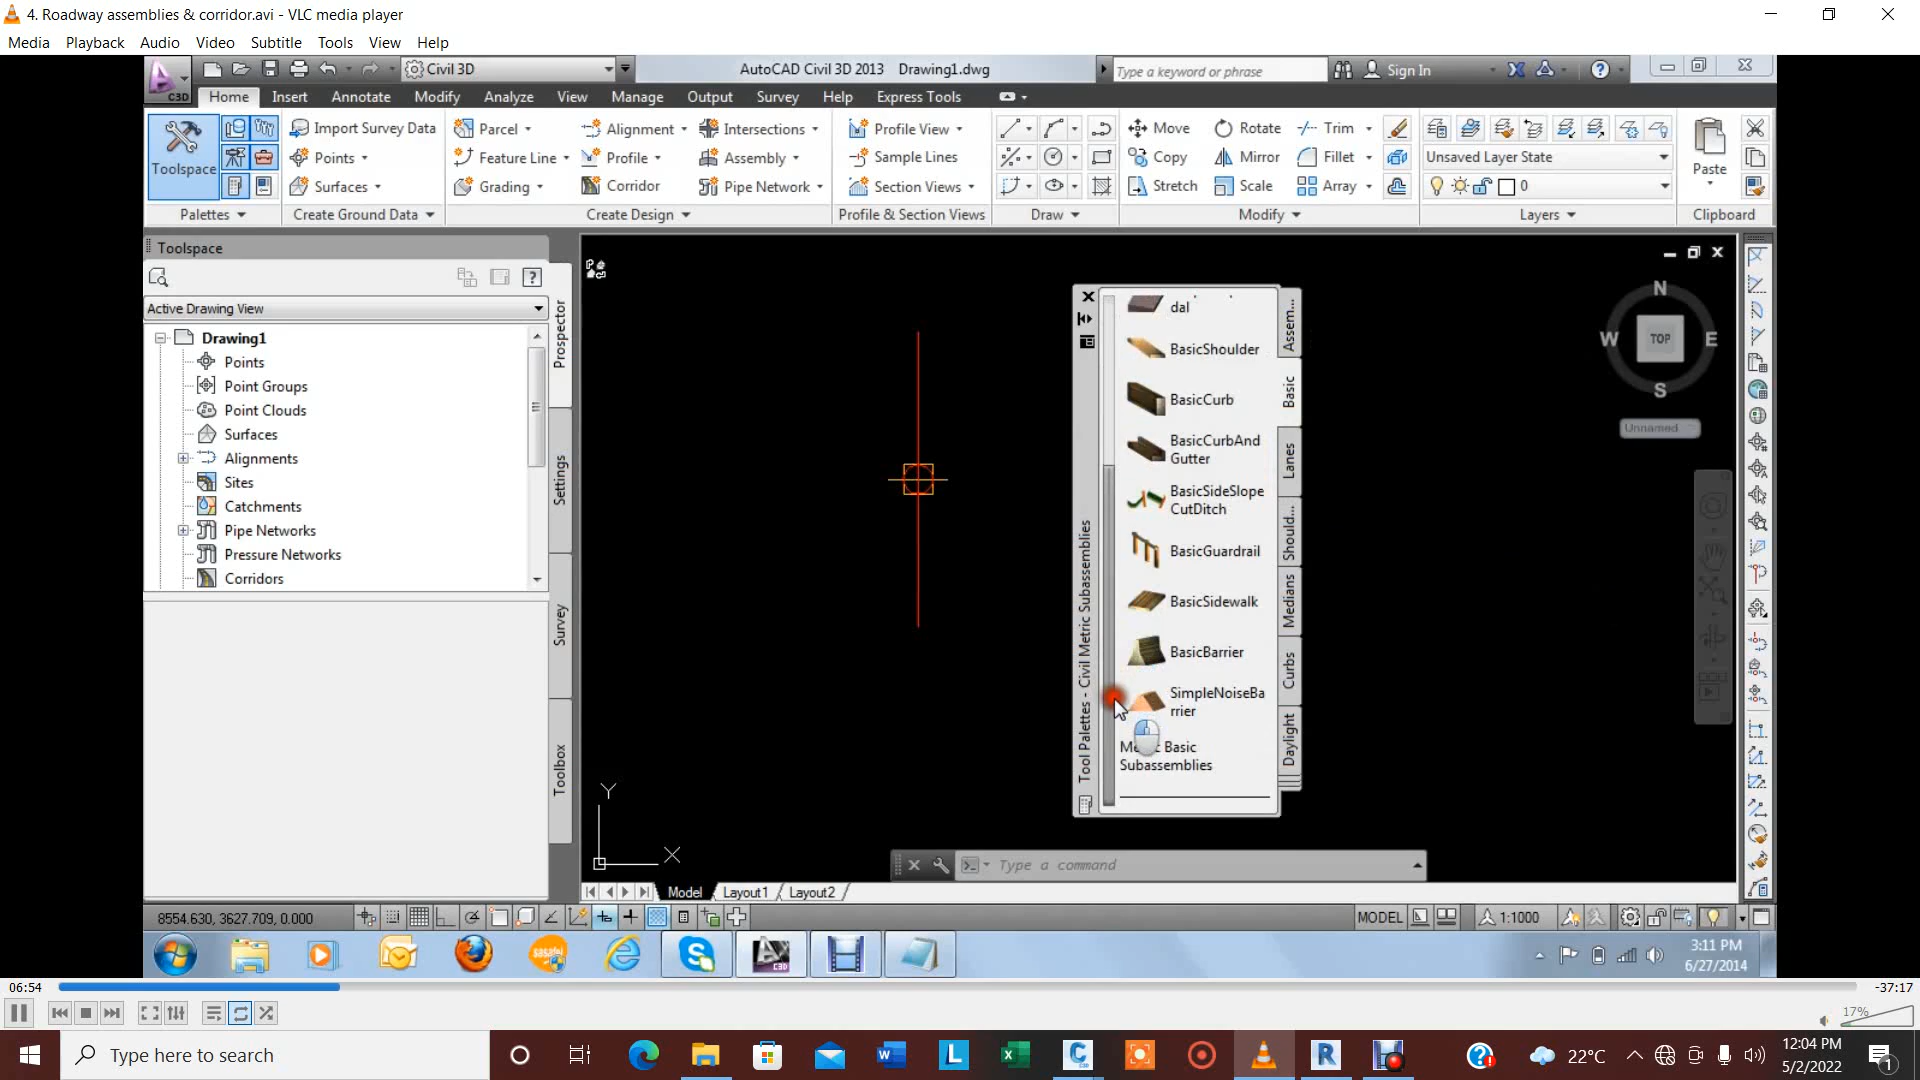 4. Roadway assemblies & corridor.avi - VLC media player
Media Playback Audio Video Subtitle Tools View Help
Civil 3D
AutoCAD Civil 3D 2013 Drawing1.dwg
Type a keyword or phrase
Sign In
C3D
Home Insert Annotate Modify Analyze View Manage Output Survey Help Express Tools
Toolspace
Import Survey Data
Points
Surfaces
Parcel
Feature Line
Grading
Alignment
Profile
Corridor
Intersections
Assembly
Pipe Network
Profile View
Sample Lines
Section Views
Move
Copy
Stretch
Rotate
Mirror
Scale
Trim
Fillet
Array
Unsaved Layer State
0
Paste
Palettes
Create Ground Data
Create Design
Profile & Section Views
Draw
Modify
Layers
Clipboard
Toolspace
Active Drawing View
Drawing1
Points
Point Groups
Point Clouds
Surfaces
Alignments
Sites
Catchments
Pipe Networks
Pressure Networks
Corridors
Prospector
Settings
Survey
Toolbox
Tool Palettes - Civil Metric Subassemblies
dal
BasicShoulder
BasicCurb
BasicCurbAnd
Gutter
BasicSideSlope
CutDitch
BasicGuardrail
BasicSidewalk
BasicBarrier
SimpleNoiseBa
rrier
Basic
Subassemblies
Assem...
Basic
Lanes
Should...
Medians
Curbs
Daylight
N
W
TOP
E
S
Unnamed
Y
X
Type a command
Model Layout1 Layout2
8554.630, 3627.709, 0.000
MODEL
1:1000
3:11 PM
6/27/2014
06:54
-37:17
17%
Type here to search
22°C
12:04 PM
5/2/2022
1